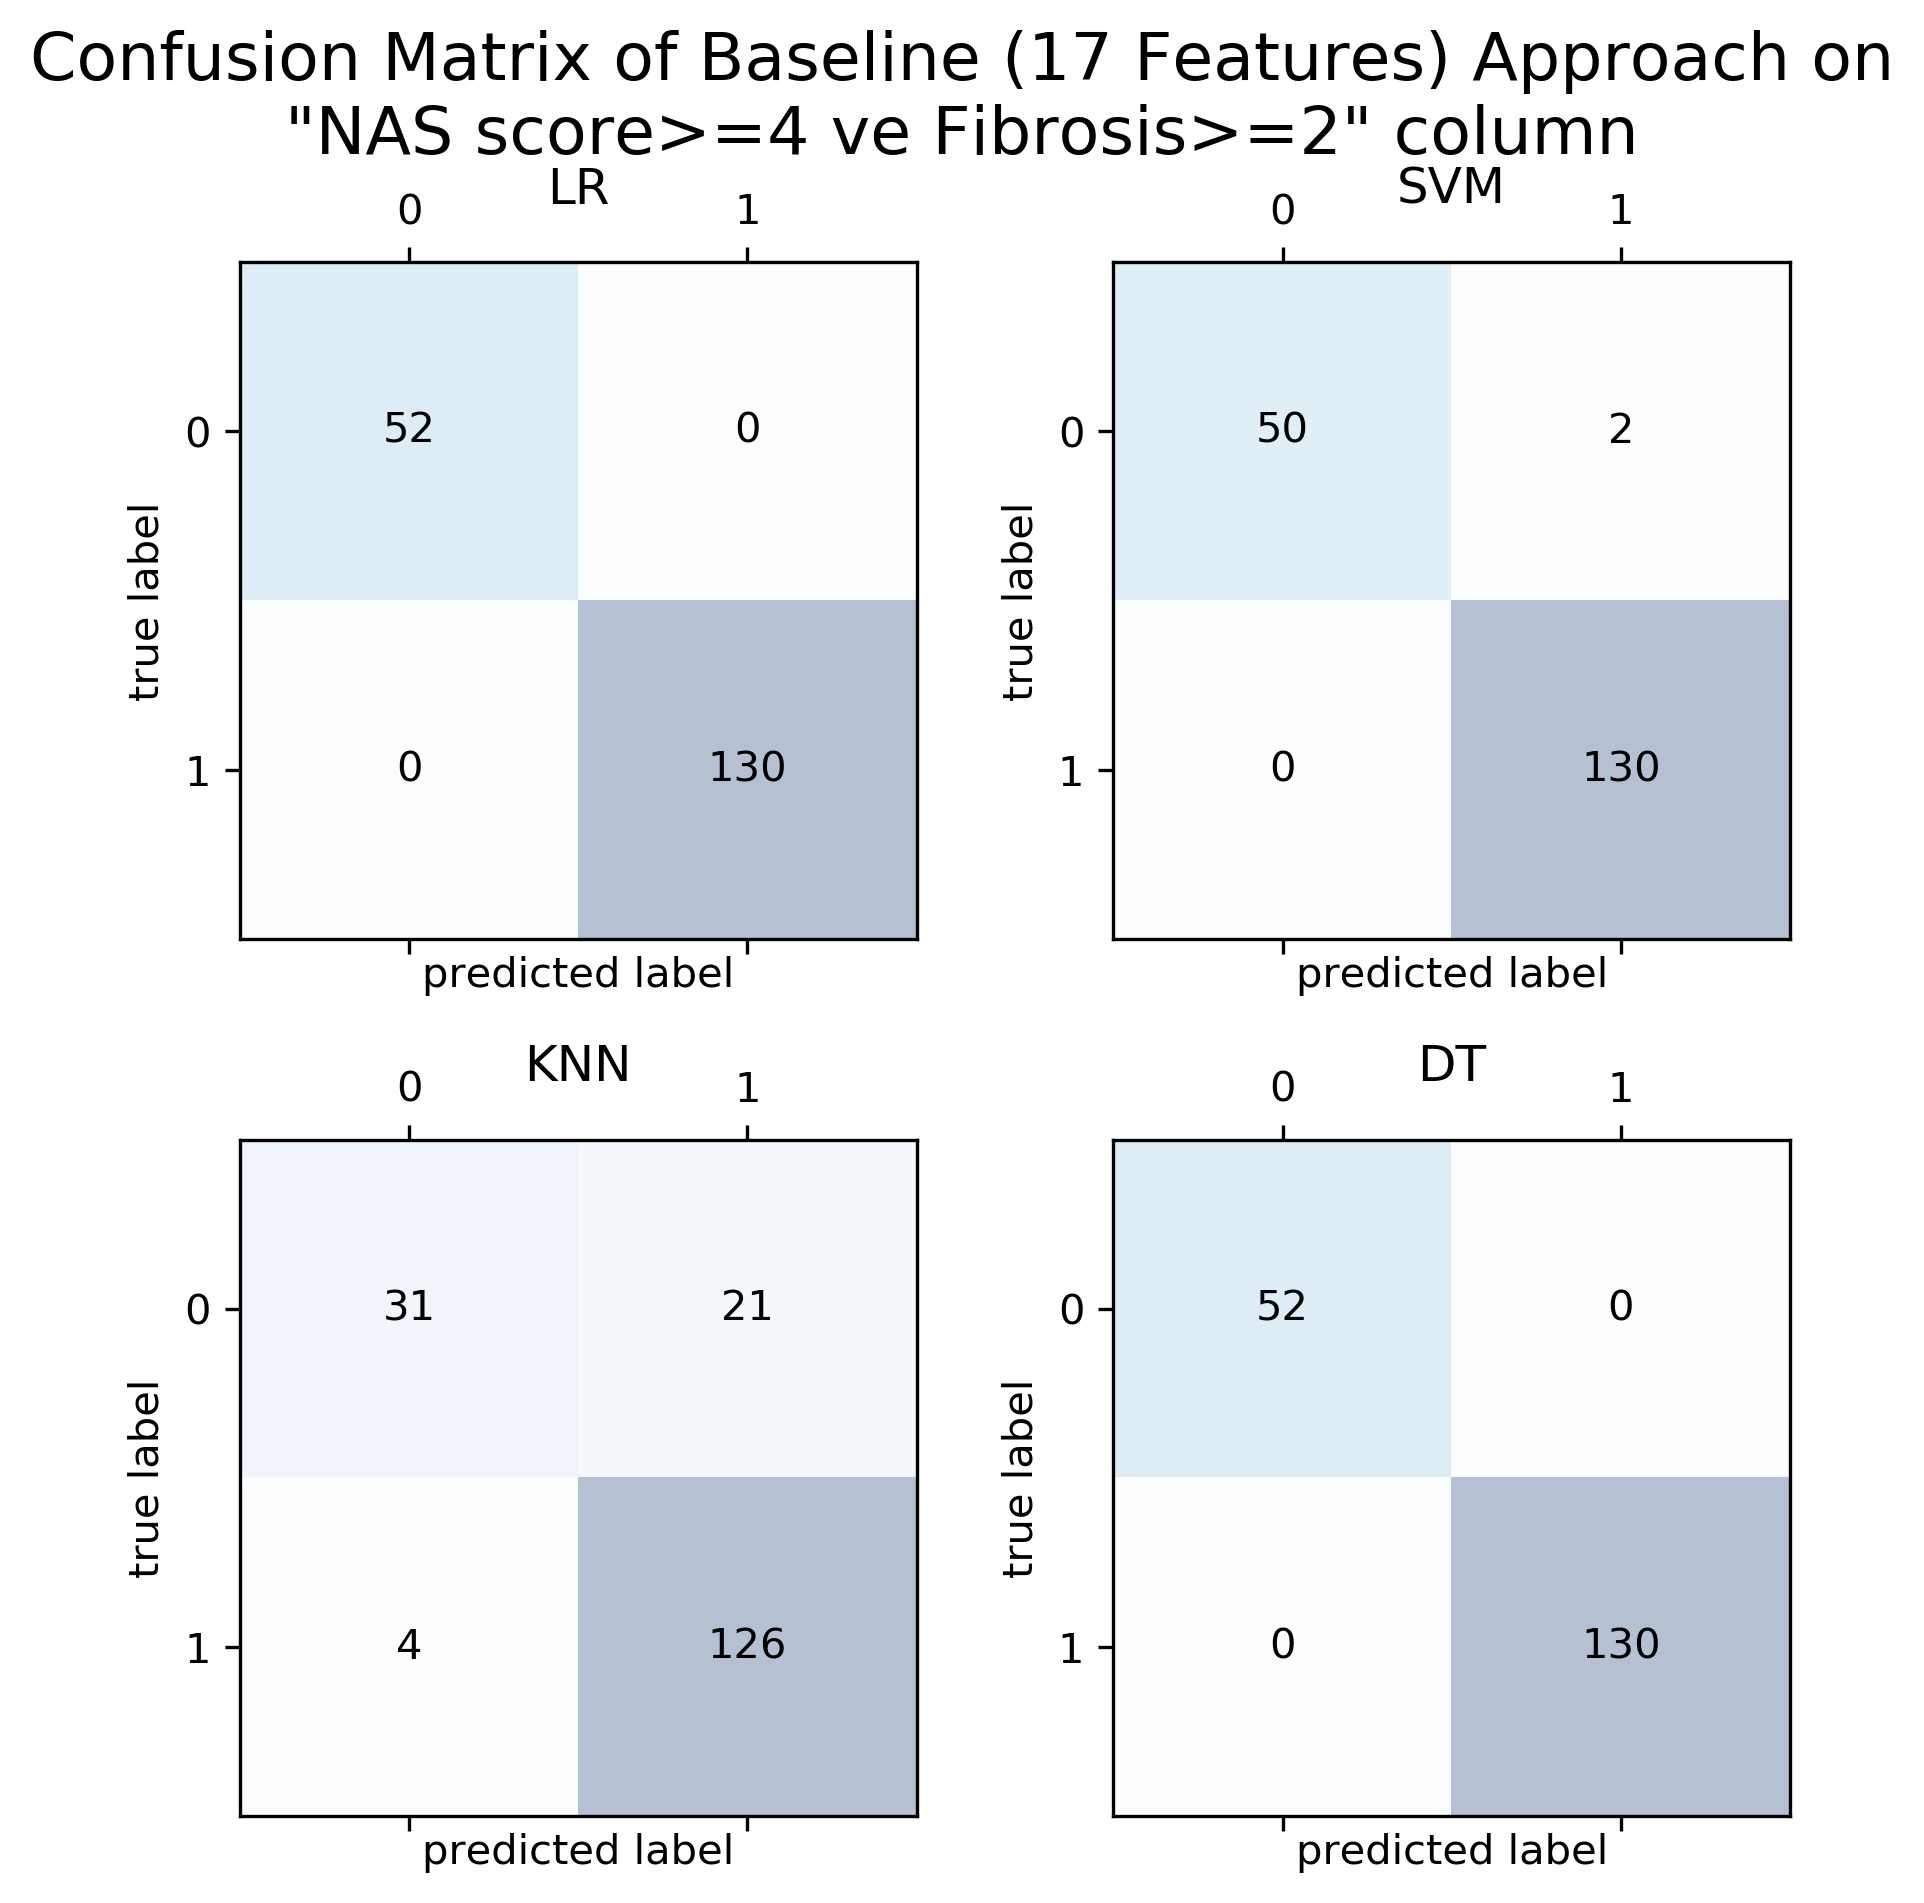 Confusion Matrix of Baseline (17 Features) Approach on
"NAS score>=4 ve Fibrosis>=2" column
LR
0 1
0 52 0
true label
1 0 130
predicted label
SVM
0 1
0 50 2
true label
1 0 130
predicted label
KNN
0 1
0 31 21
true label
1 4 126
predicted label
DT
0 1
0 52 0
true label
1 0 130
predicted label